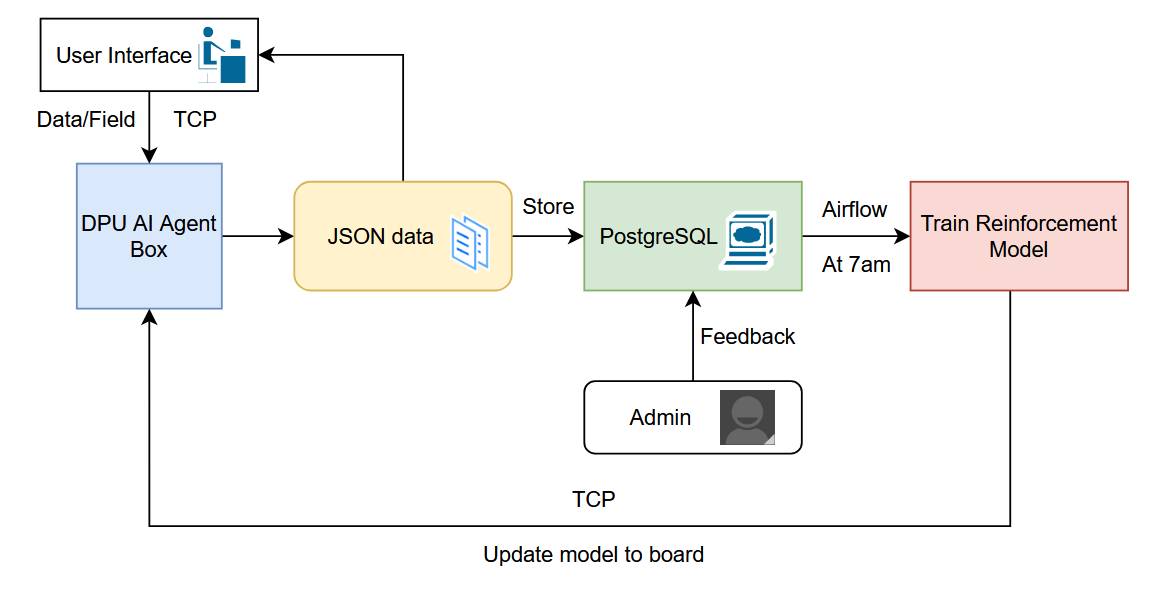 User Interface
Data/Field
TCP
DPU AI Agent
Box
JSON data
Store
PostgreSQL
Airflow
At 7am
Train Reinforcement
Model
Feedback
Admin
TCP
Update model to board